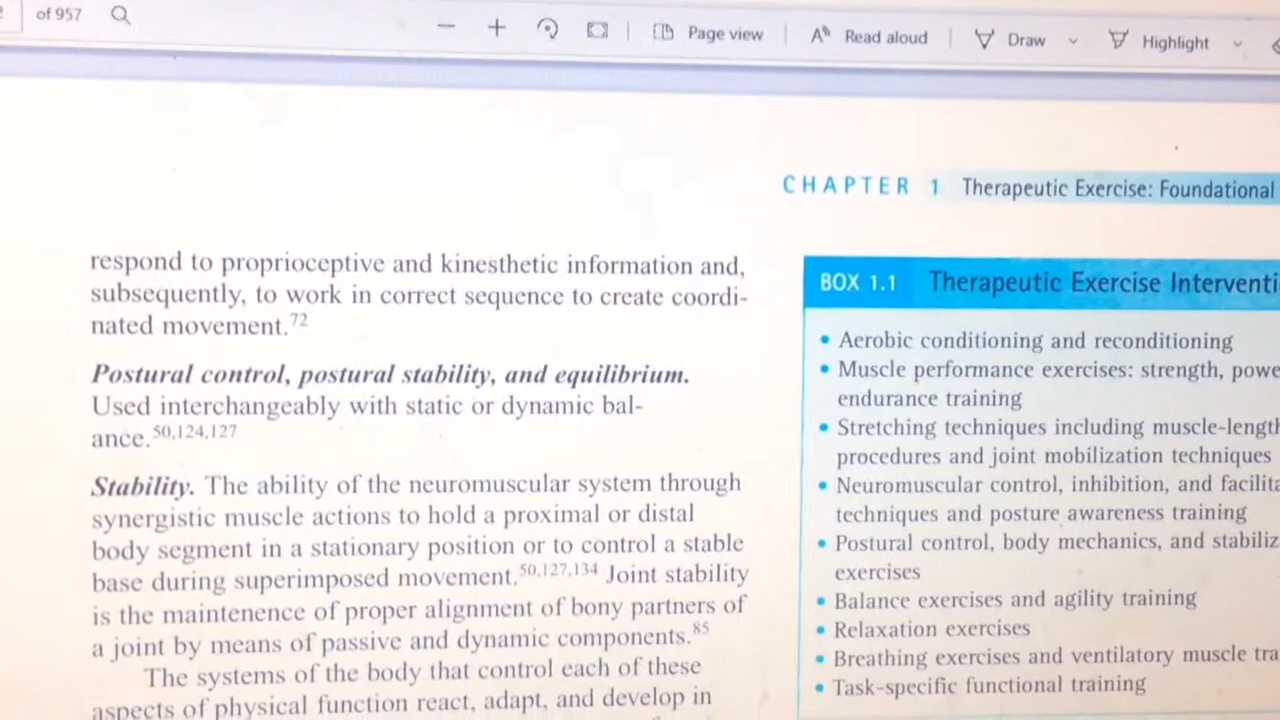 of 957
Page view
Read aloud
Draw
Highlight
CHAPTER 1 Therapeutic Exercise: Foundational
respond to proprioceptive and kinesthetic information and,
subsequently, to work in correct sequence to create coordi-
nated movement.72
Postural control, postural stability, and equilibrium.
Used interchangeably with static or dynamic bal-
ance.50,124,127
Stability. The ability of the neuromuscular system through
synergistic muscle actions to hold a proximal or distal
body segment in a stationary position or to control a stable
base during superimposed movement.50,127,134 Joint stability
is the maintenence of proper alignment of bony partners of
a joint by means of passive and dynamic components.85
The systems of the body that control each of these
aspects of physical function react, adapt, and develop in
BOX 1.1 Therapeutic Exercise Interventi
• Aerobic conditioning and reconditioning
• Muscle performance exercises: strength, powe
endurance training
• Stretching techniques including muscle-length
procedures and joint mobilization techniques
• Neuromuscular control, inhibition, and facilita
techniques and posture awareness training
• Postural control, body mechanics, and stabiliz
exercises
• Balance exercises and agility training
• Relaxation exercises
• Breathing exercises and ventilatory muscle tra
• Task-specific functional training